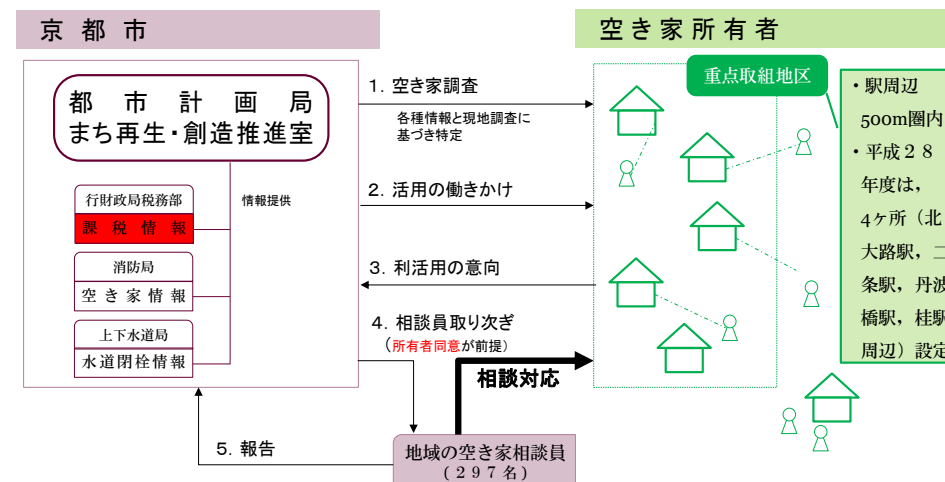 京都市
空き家所有者
都市計画局
まち再生・創造推進室
行財政局税務部
課税情報
消防局
空き家情報
上下水道局
水道閉栓情報
情報提供
1. 空き家調査
各種情報と現地調査に
基づき特定
2. 活用の働きかけ
3. 利活用の意向
4. 相談員取り次ぎ
（所有者同意が前提）
相談対応
5. 報告
地域の空き家相談員
（２９７名）
重点取組地区
・駅周辺
500m圏内
・平成２８
年度は，
4ヶ所（北
大路駅，二
条駅，丹波
橋駅，桂駅
周辺）設定